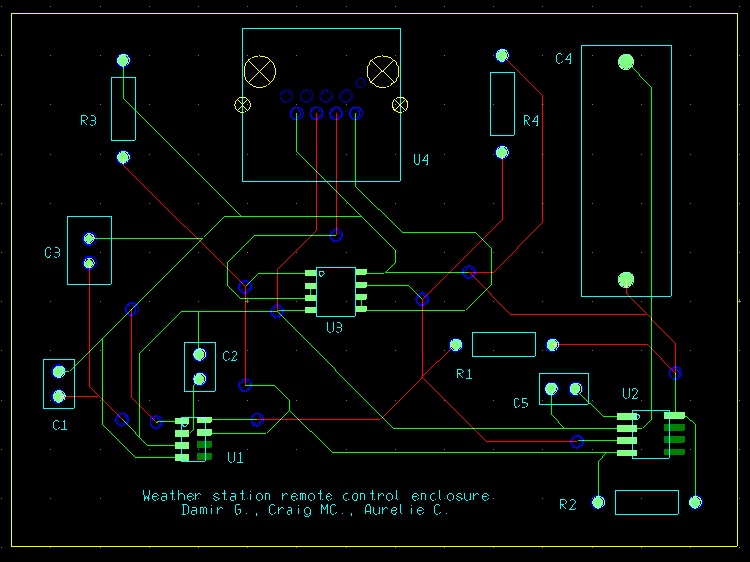 C4
R3
R4
U4
C3
U3
C2
R1
U2
C5
C1
U1
Weather station remote control enclosure
Damir G., Craig MC., Aurelie C.
R2